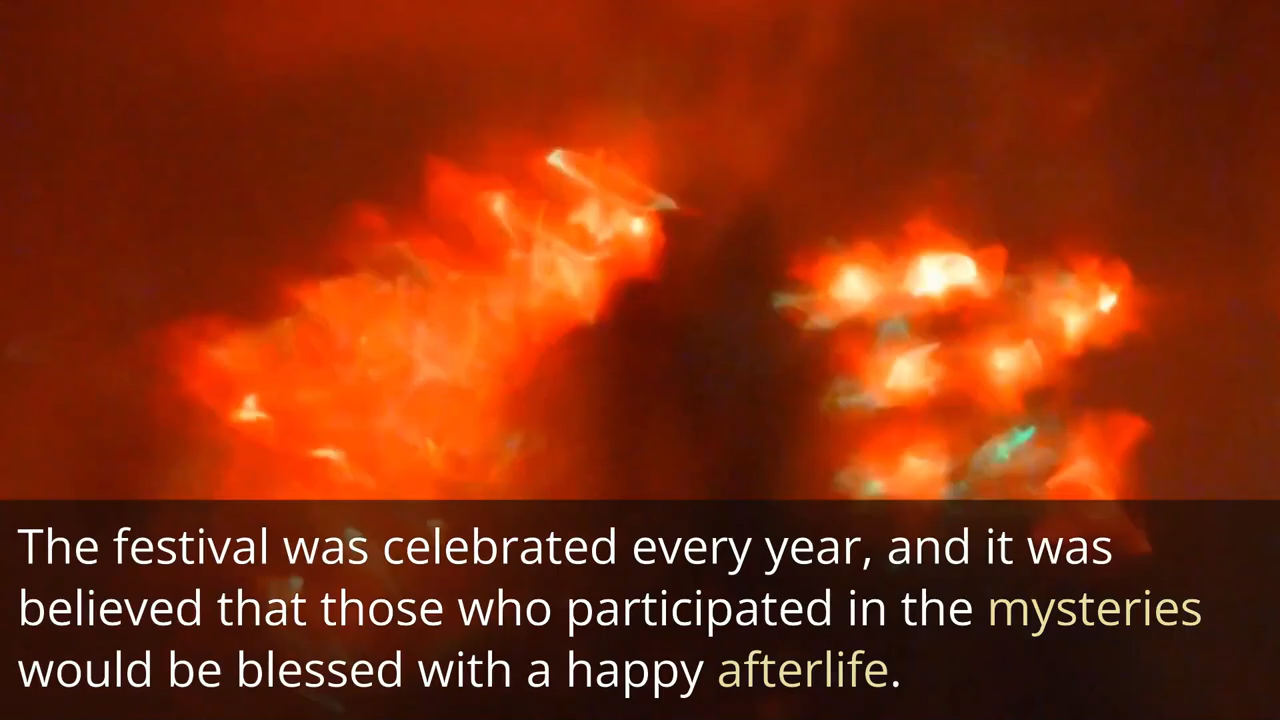 The festival was celebrated every year, and it was
believed that those who participated in the mysteries
would be blessed with a happy afterlife.